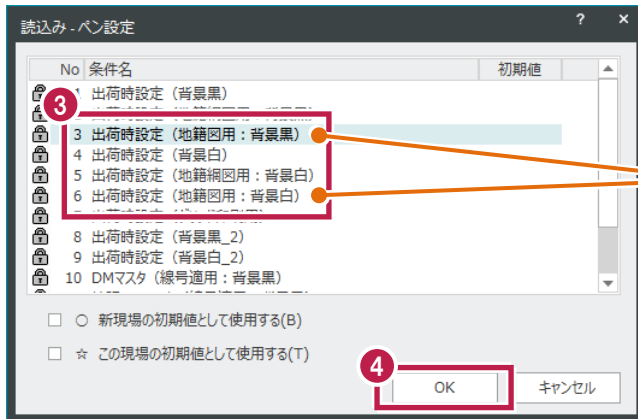 読込み - ペン設定 ? ×
No 条件名 初期値
1 出荷時設定（背景黒）
3
3 出荷時設定（地籍図用：背景黒）
4 出荷時設定（背景白）
5 出荷時設定（地籍網図用：背景白）
6 出荷時設定（地籍図用：背景白）
8 出荷時設定（背景黒_2）
9 出荷時設定（背景白_2）
10 DMマスタ（線号適用：背景黒）
○ 新現場の初期値として使用する(B)
☆ この現場の初期値として使用する(T)
4
OK キャンセル